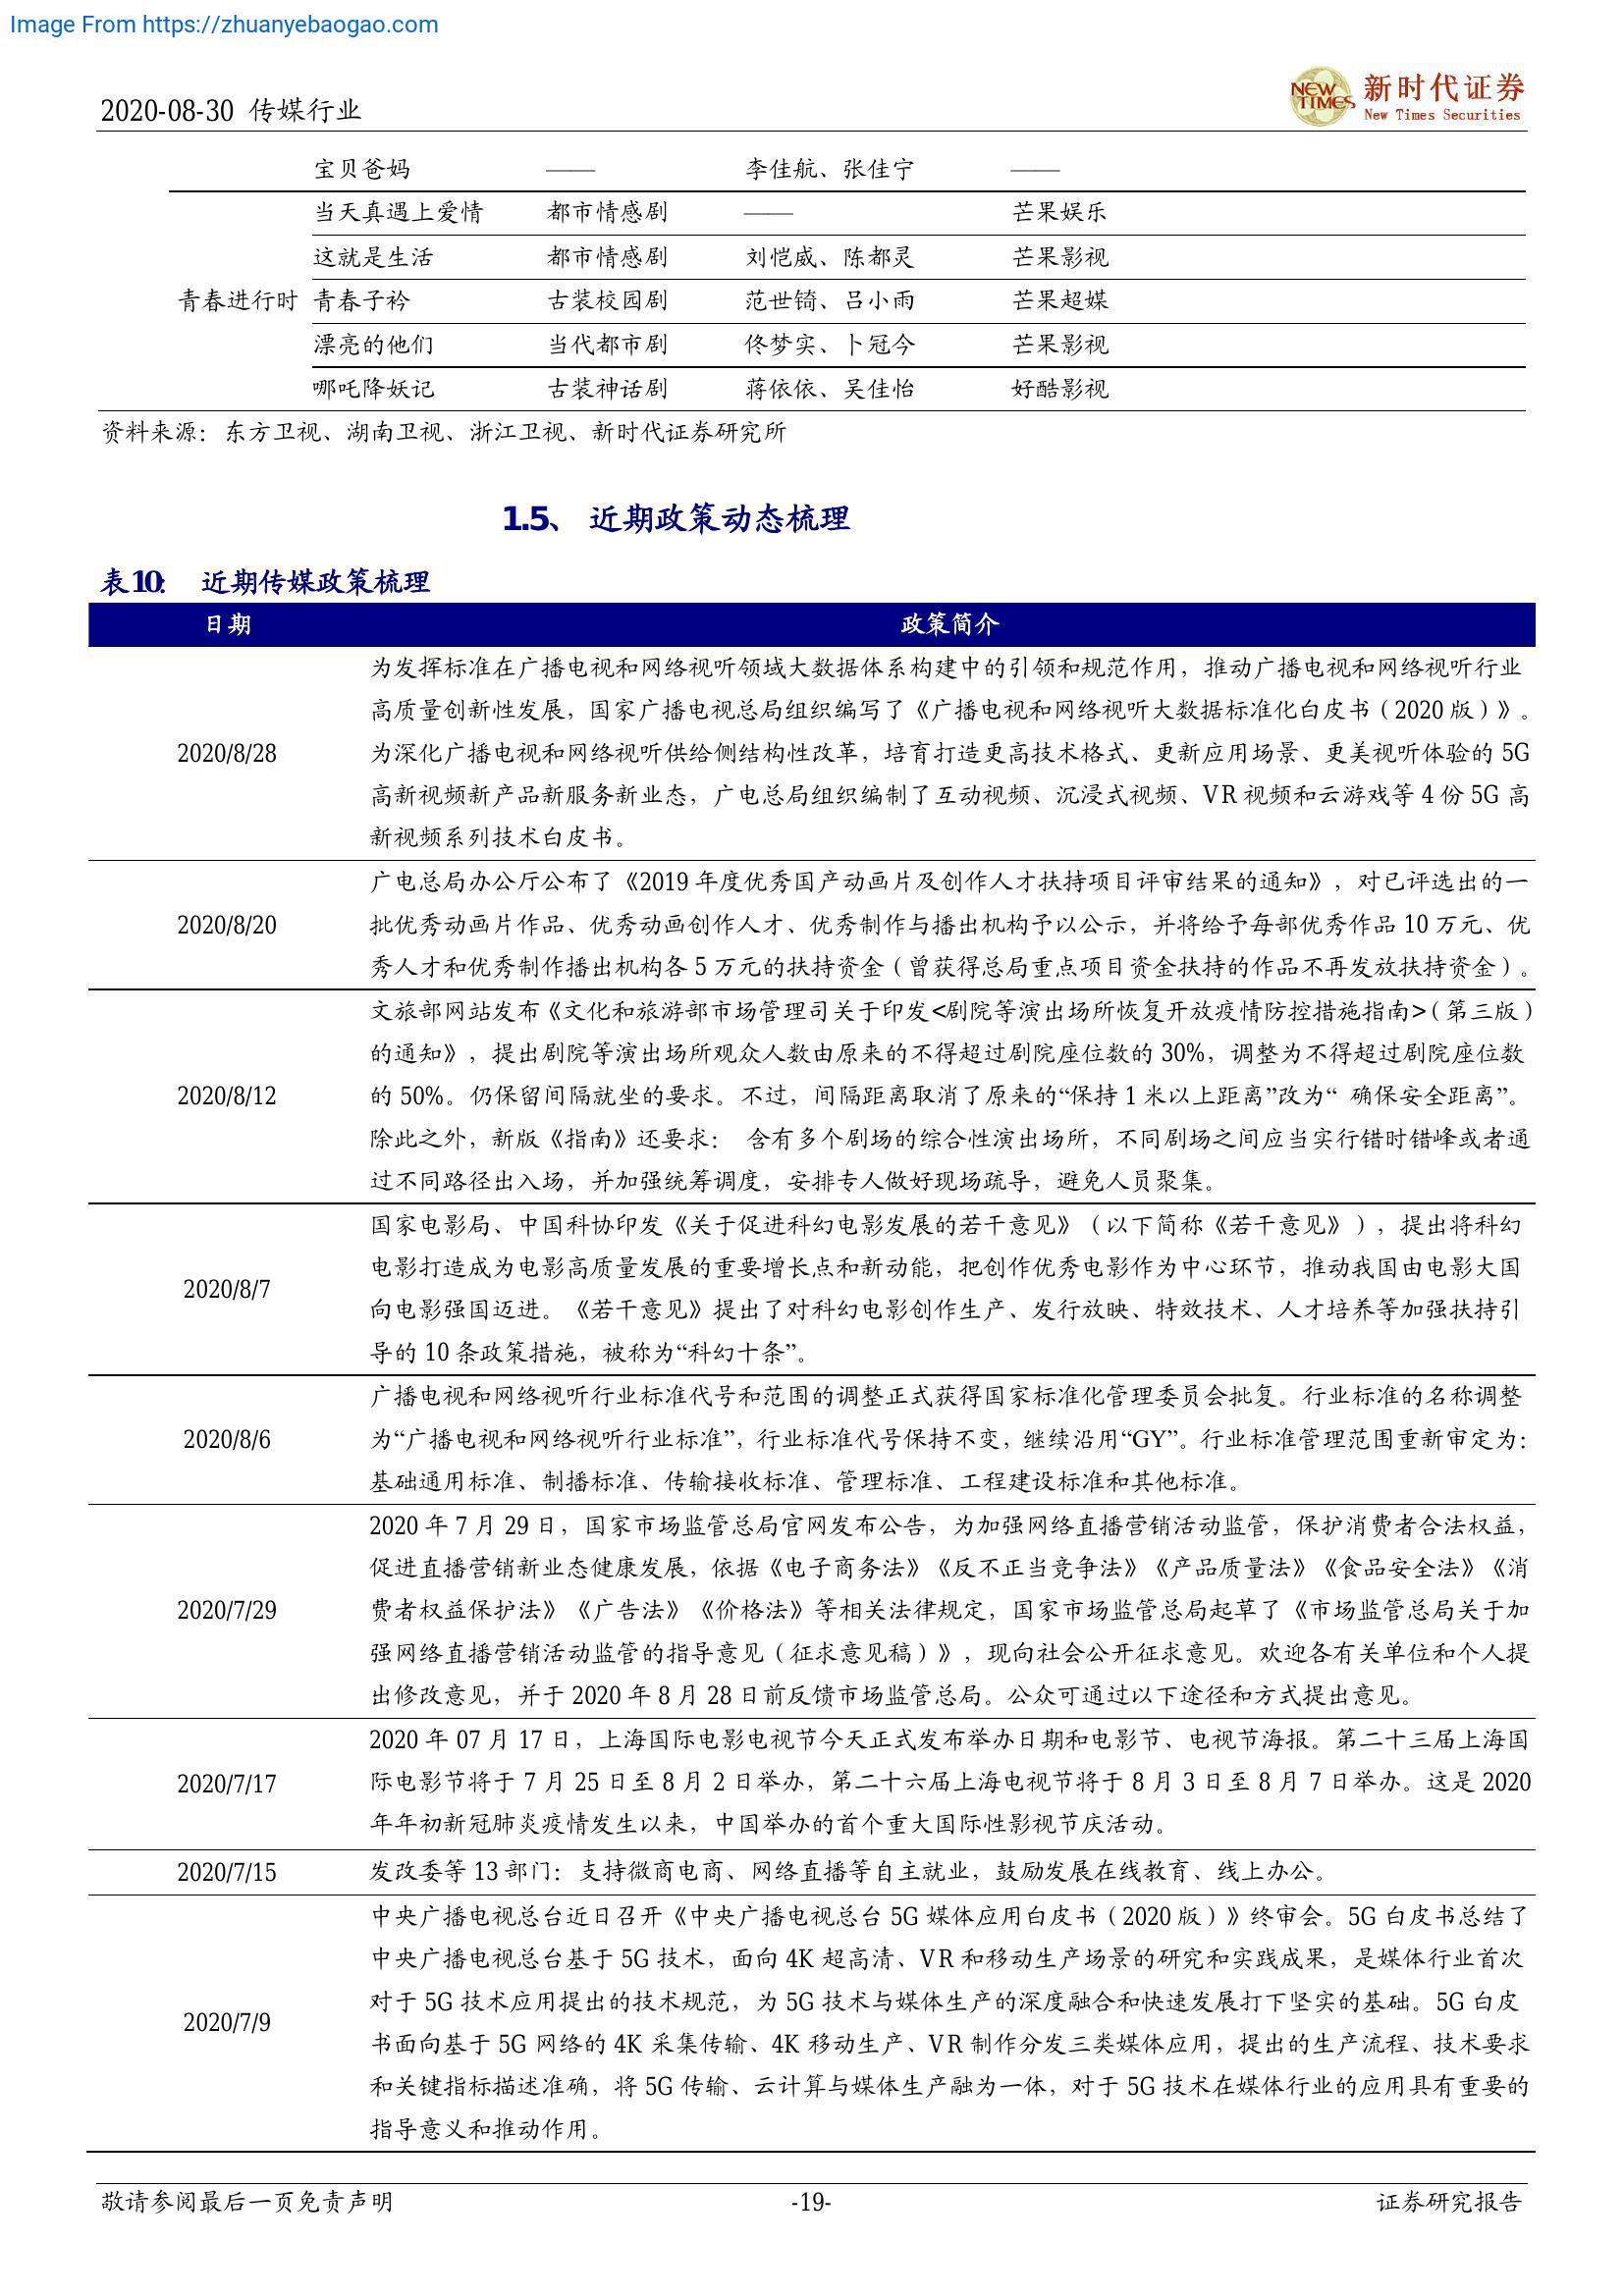 Image From https://zhuanyebaogao.com
2020-08-30 传媒行业
NEW TIMES 新时代证券
New Times Securities
宝贝爸妈 —— 李佳航、张佳宁 ——
当天真遇上爱情 都市情感剧 —— 芒果娱乐
这就是生活 都市情感剧 刘恺威、陈都灵 芒果影视
青春进行时 青春子衿 古装校园剧 范世锜、吕小雨 芒果超媒
漂亮的他们 当代都市剧 佟梦实、卜冠今 芒果影视
哪吒降妖记 古装神话剧 蒋依依、吴佳怡 好酷影视
资料来源：东方卫视、湖南卫视、浙江卫视、新时代证券研究所
1.5、 近期政策动态梳理
表10： 近期传媒政策梳理
日期 政策简介
为发挥标准在广播电视和网络视听领域大数据体系构建中的引领和规范作用，推动广播电视和网络视听行业
高质量创新性发展，国家广播电视总局组织编写了《广播电视和网络视听大数据标准化白皮书（2020 版）》。
2020/8/28 为深化广播电视和网络视听供给侧结构性改革，培育打造更高技术格式、更新应用场景、更美视听体验的 5G
高新视频新产品新服务新业态，广电总局组织编制了互动视频、沉浸式视频、VR 视频和云游戏等 4 份 5G 高
新视频系列技术白皮书。
广电总局办公厅公布了《2019 年度优秀国产动画片及创作人才扶持项目评审结果的通知》，对已评选出的一
2020/8/20 批优秀动画片作品、优秀动画创作人才、优秀制作与播出机构予以公示，并将给予每部优秀作品 10 万元、优
秀人才和优秀制作播出机构各 5 万元的扶持资金（曾获得总局重点项目资金扶持的作品不再发放扶持资金）。
文旅部网站发布《文化和旅游部市场管理司关于印发<剧院等演出场所恢复开放疫情防控措施指南>（第三版）
的通知》，提出剧院等演出场所观众人数由原来的不得超过剧院座位数的 30%，调整为不得超过剧院座位数
2020/8/12 的 50%。仍保留间隔就坐的要求。不过，间隔距离取消了原来的“保持 1 米以上距离”改为“ 确保安全距离”。
除此之外，新版《指南》还要求： 含有多个剧场的综合性演出场所，不同剧场之间应当实行错时错峰或者通
过不同路径出入场，并加强统筹调度，安排专人做好现场疏导，避免人员聚集。
国家电影局、中国科协印发《关于促进科幻电影发展的若干意见》（以下简称《若干意见》），提出将科幻
电影打造成为电影高质量发展的重要增长点和新动能，把创作优秀电影作为中心环节，推动我国由电影大国
2020/8/7 向电影强国迈进。《若干意见》提出了对科幻电影创作生产、发行放映、特效技术、人才培养等加强扶持引
导的 10 条政策措施，被称为“科幻十条”。
广播电视和网络视听行业标准代号和范围的调整正式获得国家标准化管理委员会批复。行业标准的名称调整
2020/8/6 为“广播电视和网络视听行业标准”，行业标准代号保持不变，继续沿用“GY”。行业标准管理范围重新审定为：
基础通用标准、制播标准、传输接收标准、管理标准、工程建设标准和其他标准。
2020 年 7 月 29 日，国家市场监管总局官网发布公告，为加强网络直播营销活动监管，保护消费者合法权益，
促进直播营销新业态健康发展，依据《电子商务法》《反不正当竞争法》《产品质量法》《食品安全法》《消
2020/7/29 费者权益保护法》《广告法》《价格法》等相关法律规定，国家市场监管总局起草了《市场监管总局关于加
强网络直播营销活动监管的指导意见（征求意见稿）》，现向社会公开征求意见。欢迎各有关单位和个人提
出修改意见，并于 2020 年 8 月 28 日前反馈市场监管总局。公众可通过以下途径和方式提出意见。
2020 年 07 月 17 日，上海国际电影电视节今天正式发布举办日期和电影节、电视节海报。第二十三届上海国
2020/7/17 际电影节将于 7 月 25 日至 8 月 2 日举办，第二十六届上海电视节将于 8 月 3 日至 8 月 7 日举办。这是 2020
年年初新冠肺炎疫情发生以来，中国举办的首个重大国际性影视节庆活动。
2020/7/15 发改委等 13 部门：支持微商电商、网络直播等自主就业，鼓励发展在线教育、线上办公。
中央广播电视总台近日召开《中央广播电视总台 5G 媒体应用白皮书（2020 版）》终审会。5G 白皮书总结了
中央广播电视总台基于 5G 技术，面向 4K 超高清、VR 和移动生产场景的研究和实践成果，是媒体行业首次
对于 5G 技术应用提出的技术规范，为 5G 技术与媒体生产的深度融合和快速发展打下坚实的基础。5G 白皮
2020/7/9 书面向基于 5G 网络的 4K 采集传输、4K 移动生产、VR 制作分发三类媒体应用，提出的生产流程、技术要求
和关键指标描述准确，将 5G 传输、云计算与媒体生产融为一体，对于 5G 技术在媒体行业的应用具有重要的
指导意义和推动作用。
敬请参阅最后一页免责声明 -19- 证券研究报告